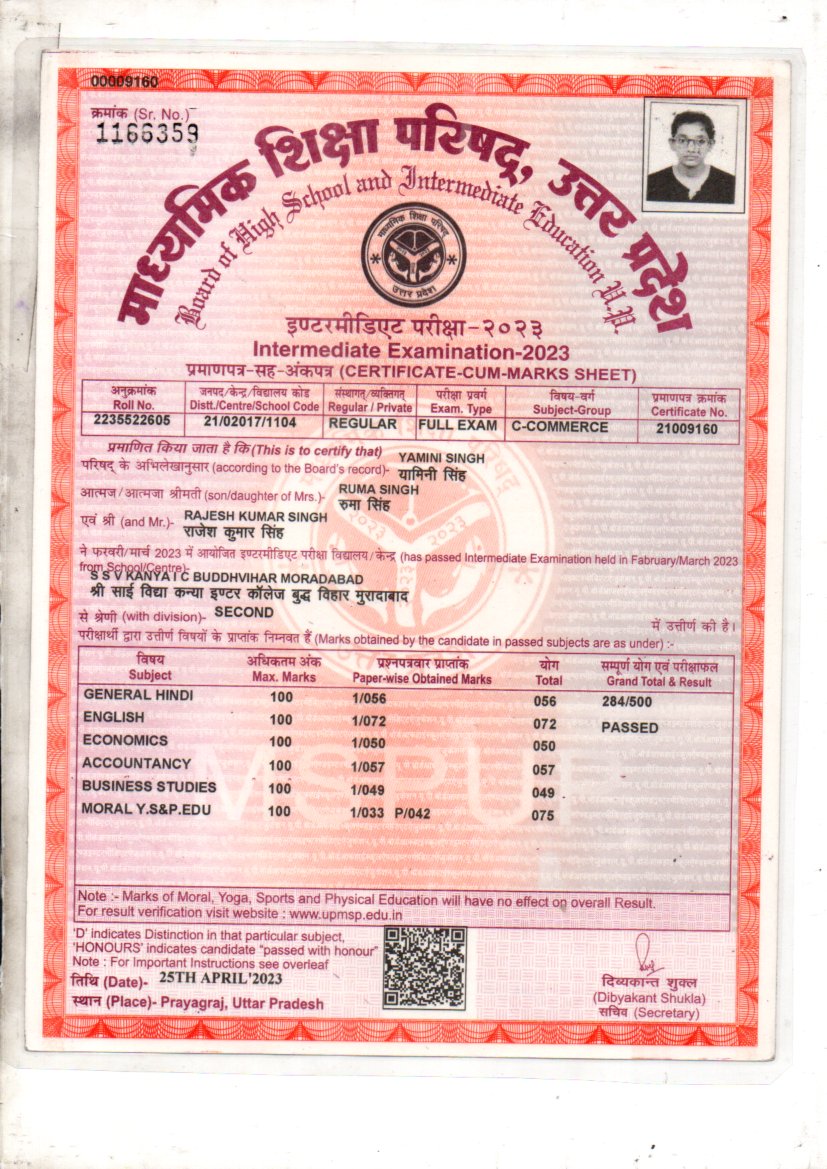 00009160
क्रमांक (Sr. No.)
1166359
माध्यमिक शिक्षा परिषद्, उत्तर प्रदेश
Board of High School and Intermediate Education U.P.
माध्यमिक शिक्षा परिषद्
उत्तर प्रदेश
इण्टरमीडिएट परीक्षा-२०२३
Intermediate Examination-2023
प्रमाणपत्र-सह-अंकपत्र (CERTIFICATE-CUM-MARKS SHEET)
अनुक्रमांक जनपद/केन्द्र/विद्यालय कोड संस्थागत/व्यक्तिगत परीक्षा प्रवर्ग विषय-वर्ग प्रमाणपत्र क्रमांक
Roll No. Distt./Centre/School Code Regular / Private Exam. Type Subject-Group Certificate No.
2235522605 21/02017/1104 REGULAR FULL EXAM C-COMMERCE 21009160
प्रमाणित किया जाता है कि (This is to certify that) YAMINI SINGH
परिषद् के अभिलेखानुसार (according to the Board's record)- यामिनी सिंह
आत्मज/आत्मजा श्रीमती (son/daughter of Mrs.)- RUMA SINGH
रुमा सिंह
एवं श्री (and Mr.)- RAJESH KUMAR SINGH
राजेश कुमार सिंह
ने फरवरी/मार्च 2023 में आयोजित इण्टरमीडिएट परीक्षा विद्यालय/केन्द्र (has passed Intermediate Examination held in Fabruary/March 2023
from School/Centre)-
S S V KANYA I C BUDDHVIHAR MORADABAD
श्री साई विद्या कन्या इण्टर कॉलेज बुद्ध विहार मुरादाबाद
से श्रेणी (with division)- SECOND में उत्तीर्ण की है।
परीक्षार्थी द्वारा उत्तीर्ण विषयों के प्राप्तांक निम्नवत हैं (Marks obtained by the candidate in passed subjects are as under) :-
विषय अधिकतम अंक प्रश्नपत्रवार प्राप्तांक योग सम्पूर्ण योग एवं परीक्षाफल
Subject Max. Marks Paper-wise Obtained Marks Total Grand Total & Result
GENERAL HINDI 100 1/056 056 284/500
ENGLISH 100 1/072 072 PASSED
ECONOMICS 100 1/050 050
ACCOUNTANCY 100 1/057 057
BUSINESS STUDIES 100 1/049 049
MORAL Y.S&P.EDU 100 1/033 P/042 075
MSPUP
Note :- Marks of Moral, Yoga, Sports and Physical Education will have no effect on overall Result.
For result verification visit website : www.upmsp.edu.in
'D' indicates Distinction in that particular subject,
'HONOURS' indicates candidate "passed with honour"
Note : For Important Instructions see overleaf
तिथि (Date)- 25TH APRIL'2023
स्थान (Place)- Prayagraj, Uttar Pradesh
दिव्यकान्त शुक्ल
(Dibyakant Shukla)
सचिव (Secretary)